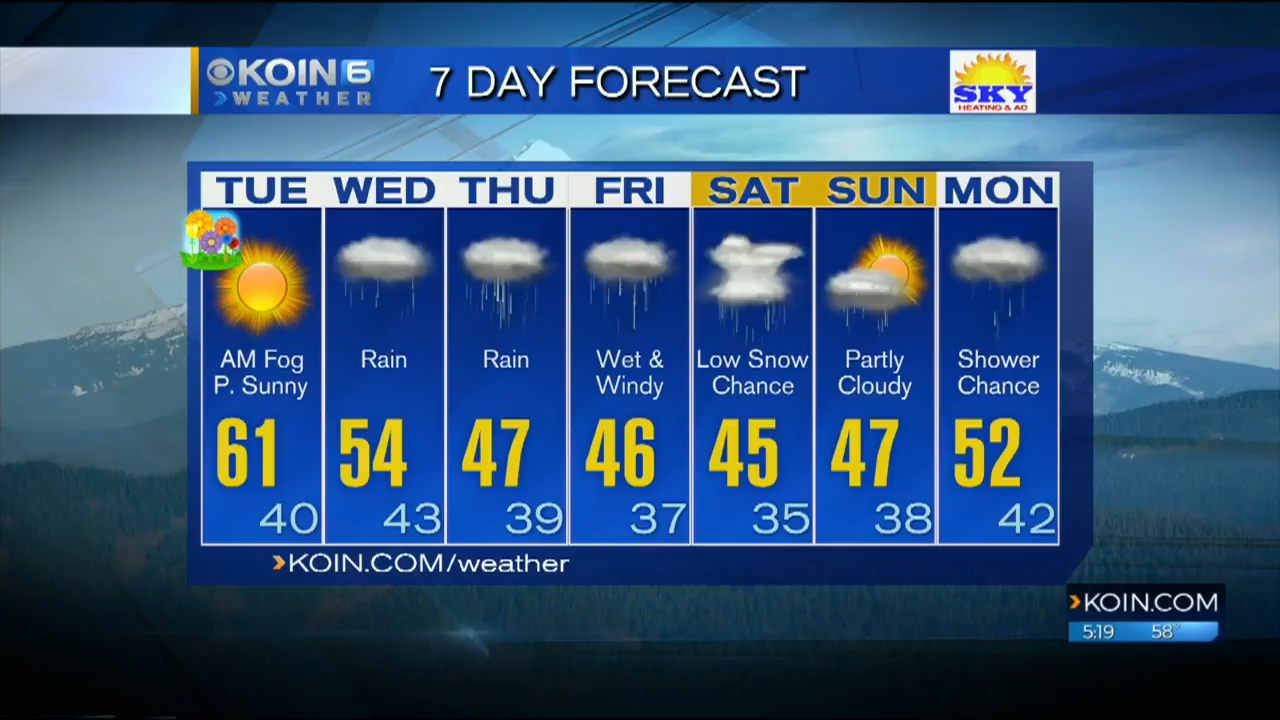 KOIN 6
WEATHER
7 DAY FORECAST
SKY
HEATING & AC
TUE WED THU FRI SAT SUN MON
AM Fog
P. Sunny
61
40
Rain
54
43
Rain
47
39
Wet &
Windy
46
37
Low Snow
Chance
45
35
Partly
Cloudy
47
38
Shower
Chance
52
42
KOIN.COM/weather
KOIN.COM
5:19 58°